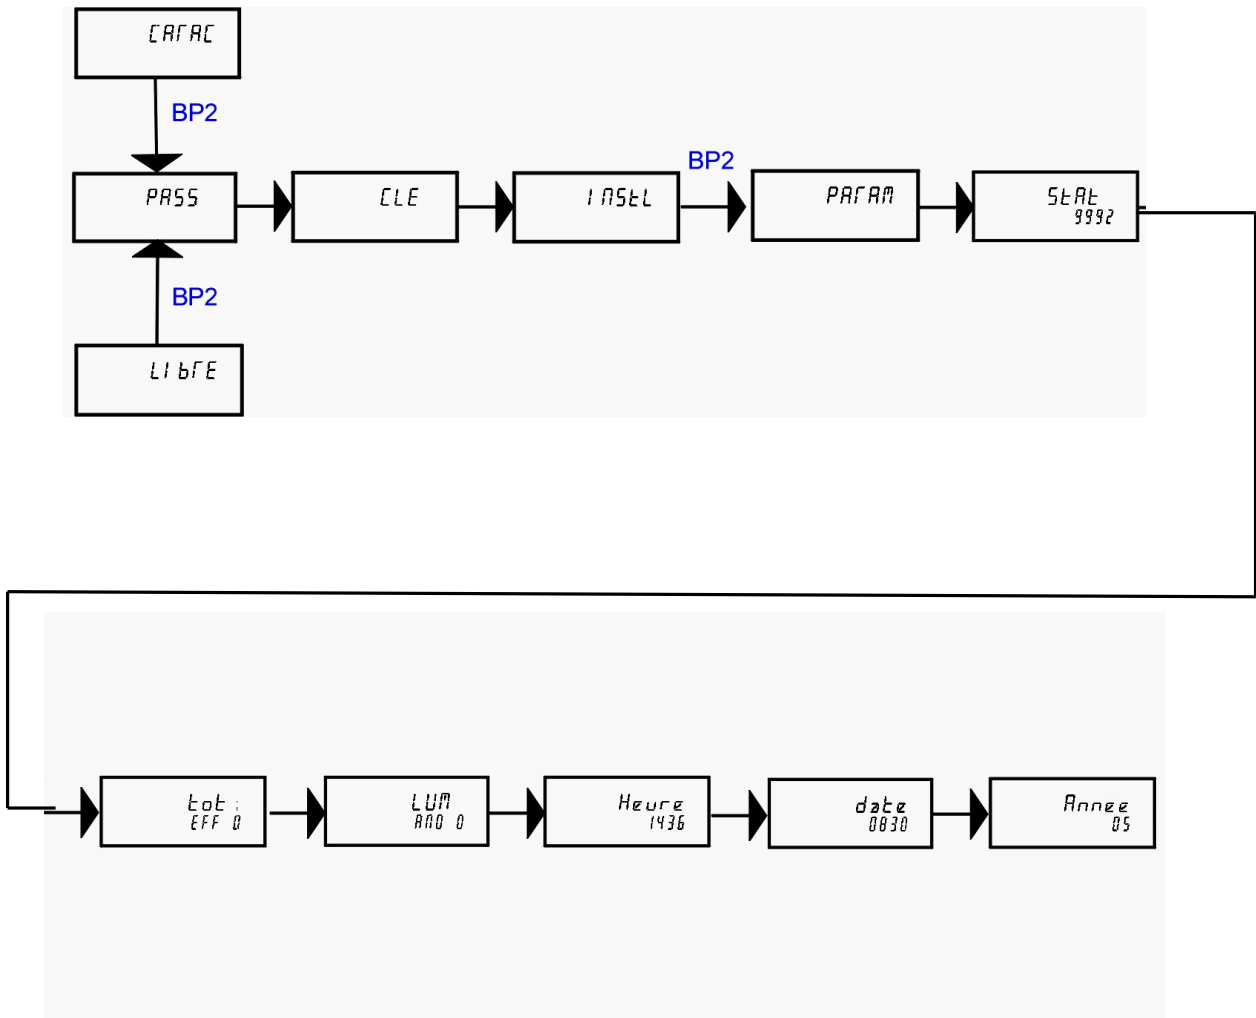 CArAC
BP2
PASS
CLE
INStL
BP2
PArAM
StAt
9992
BP2
LIbrE
tot:
EFF 0
LUM
ANO 0
Heure
1436
date
0830
Annee
05